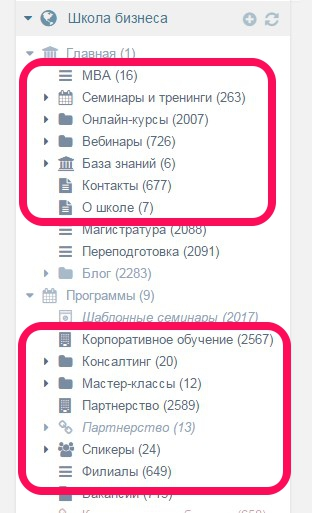 Школа бизнеса
Главная (1)
MBA (16)
Семинары и тренинги (263)
Онлайн-курсы (2007)
Вебинары (726)
База знаний (6)
Контакты (677)
О школе (7)
Магистратура (2088)
Переподготовка (2091)
Блог (2283)
Программы (9)
Шаблонные семинары (2017)
Корпоративное обучение (2567)
Консалтинг (20)
Мастер-классы (12)
Партнерство (2589)
Партнерство (13)
Спикеры (24)
Филиалы (649)
Вакансии (745)